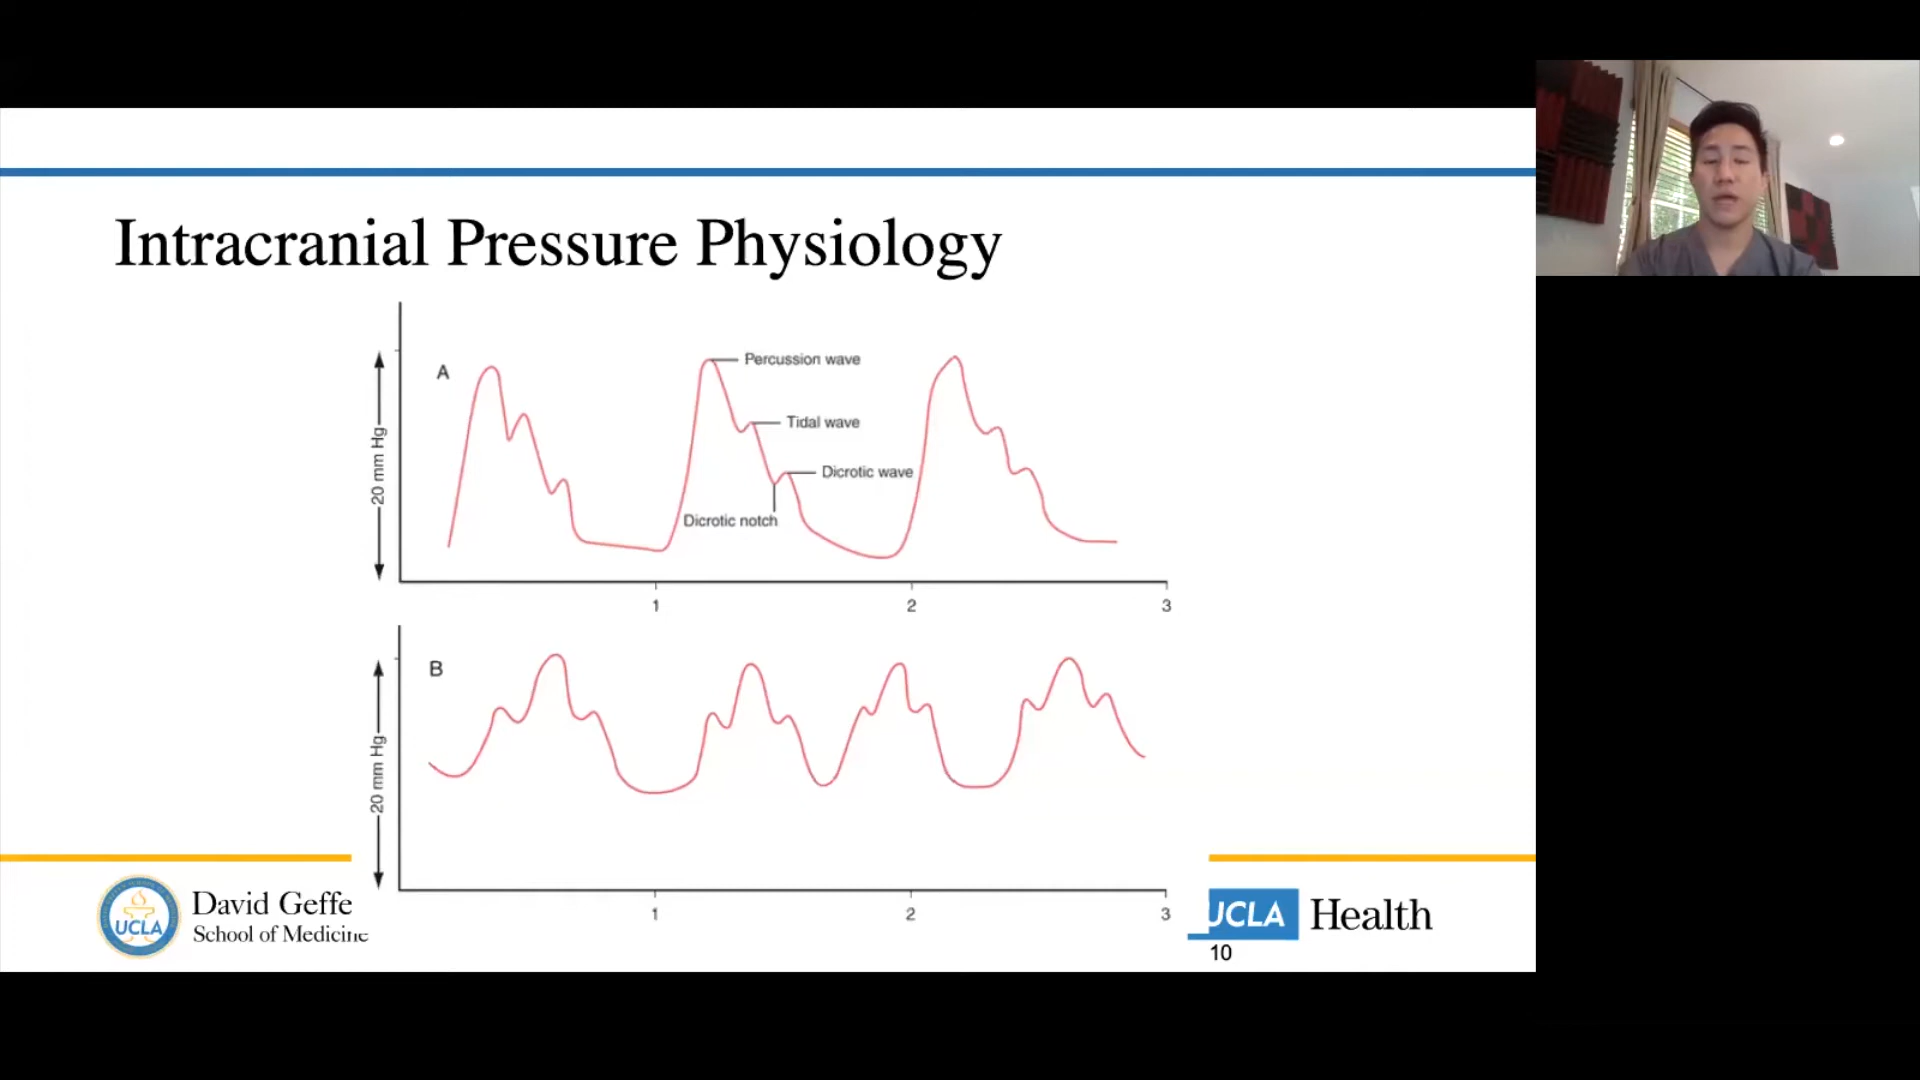 Intracranial Pressure Physiology
A
Percussion wave
Tidal wave
Dicrotic wave
Dicrotic notch
20 mm Hg
1 2 3
B
20 mm Hg
1 2 3
UCLA
David Geffe
School of Medicine
UCLA Health
10